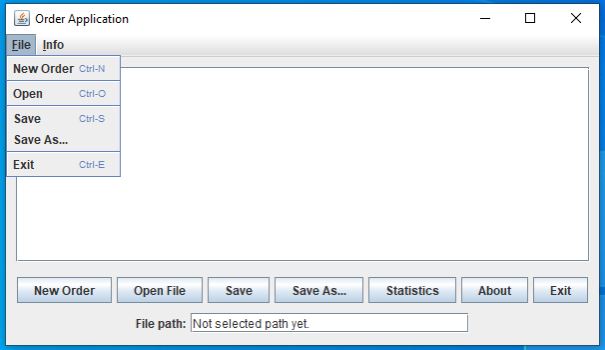 Order Application
File Info
New Order Ctrl-N
Open Ctrl-O
Save Ctrl-S
Save As...
Exit Ctrl-E
New Order Open File Save Save As... Statistics About Exit
File path: Not selected path yet.